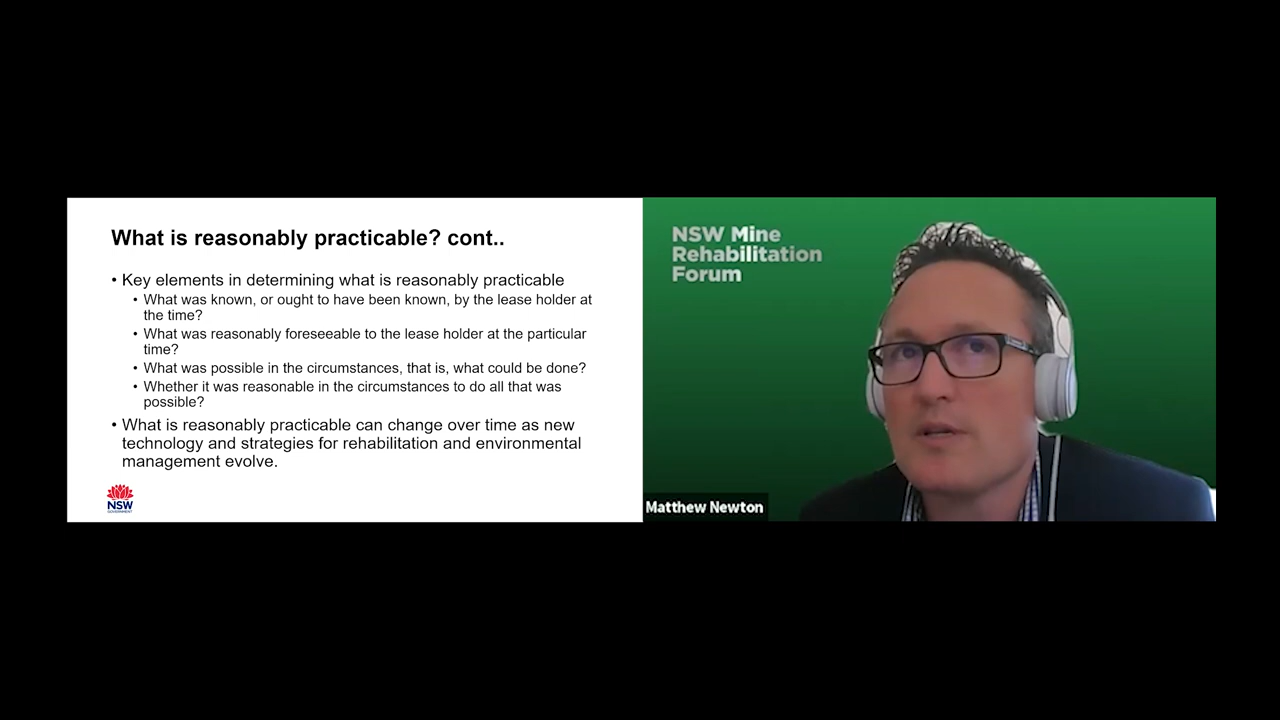 What is reasonably practicable? cont..
• Key elements in determining what is reasonably practicable
• What was known, or ought to have been known, by the lease holder at
the time?
• What was reasonably foreseeable to the lease holder at the particular
time?
• What was possible in the circumstances, that is, what could be done?
• Whether it was reasonable in the circumstances to do all that was
possible?
• What is reasonably practicable can change over time as new
technology and strategies for rehabilitation and environmental
management evolve.
NSW
GOVERNMENT
NSW Mine
Rehabilitation
Forum
Matthew Newton